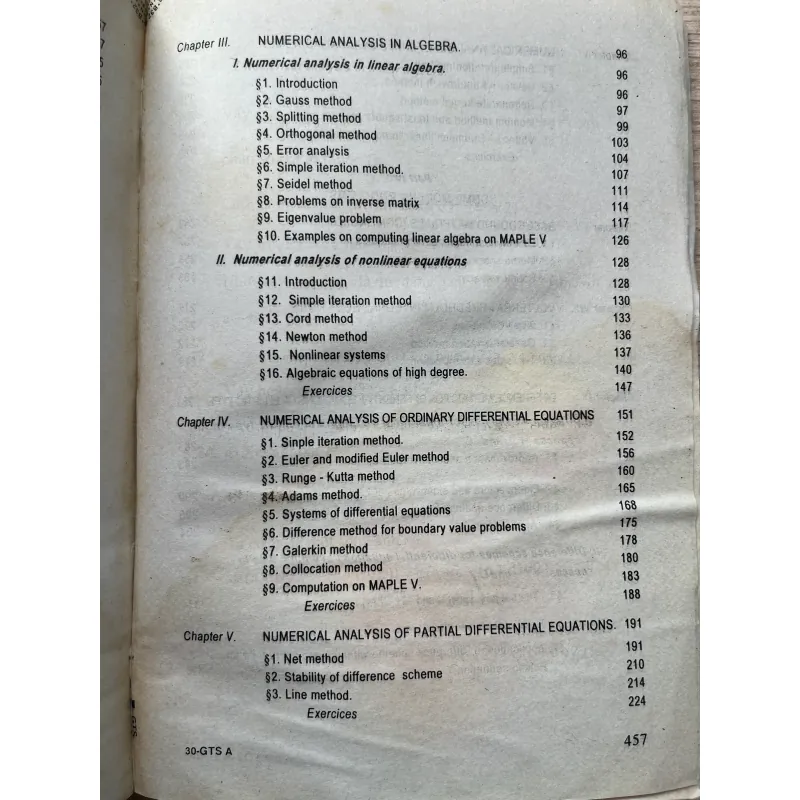 Chapter III. NUMERICAL ANALYSIS IN ALGEBRA. 96
I. Numerical analysis in linear algebra. 96
§1. Introduction 96
§2. Gauss method 97
§3. Splitting method 99
§4. Orthogonal method 103
§5. Error analysis 104
§6. Simple iteration method. 107
§7. Seidel method 111
§8. Problems on inverse matrix 114
§9. Eigenvalue problem 117
§10. Examples on computing linear algebra on MAPLE V 126
II. Numerical analysis of nonlinear equations 128
§11. Introduction 128
§12. Simple iteration method 130
§13. Cord method 133
§14. Newton method 136
§15. Nonlinear systems 137
§16. Algebraic equations of high degree. 140
Exercices 147
Chapter IV. NUMERICAL ANALYSIS OF ORDINARY DIFFERENTIAL EQUATIONS 151
§1. Sinple iteration method. 152
§2. Euler and modified Euler method 156
§3. Runge - Kutta method 160
§4. Adams method. 165
§5. Systems of differential equations 168
§6. Difference method for boundary value problems 175
§7. Galerkin method 178
§8. Collocation method 180
§9. Computation on MAPLE V. 183
Exercices 188
Chapter V. NUMERICAL ANALYSIS OF PARTIAL DIFFERENTIAL EQUATIONS. 191
§1. Net method 191
§2. Stability of difference scheme 210
§3. Line method. 214
Exercices 224
30-GTS A 457